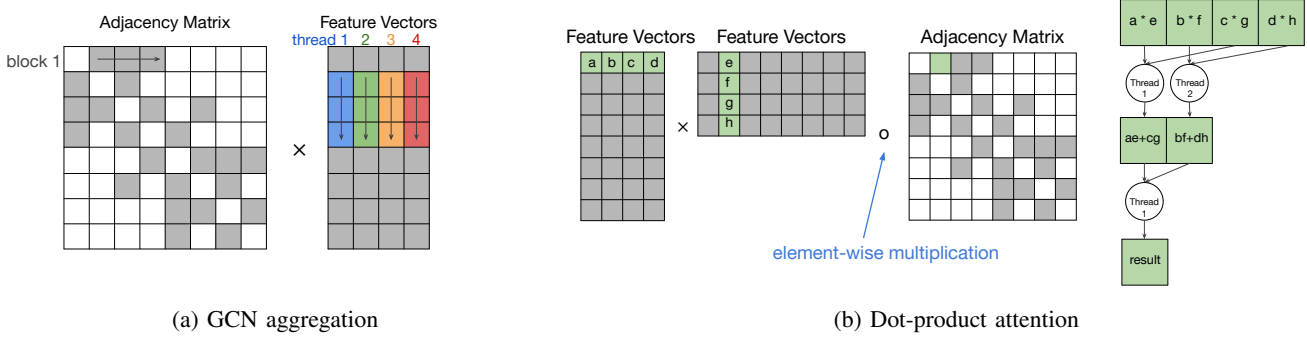 Adjacency Matrix
Feature Vectors
thread 1 2 3 4
block 1
×
(a) GCN aggregation
Feature Vectors
Feature Vectors
Adjacency Matrix
a b c d
e
f
g
h
×
o
element-wise multiplication
a * e b * f c * g d * h
Thread
1
Thread
2
ae+cg bf+dh
Thread
1
result
(b) Dot-product attention